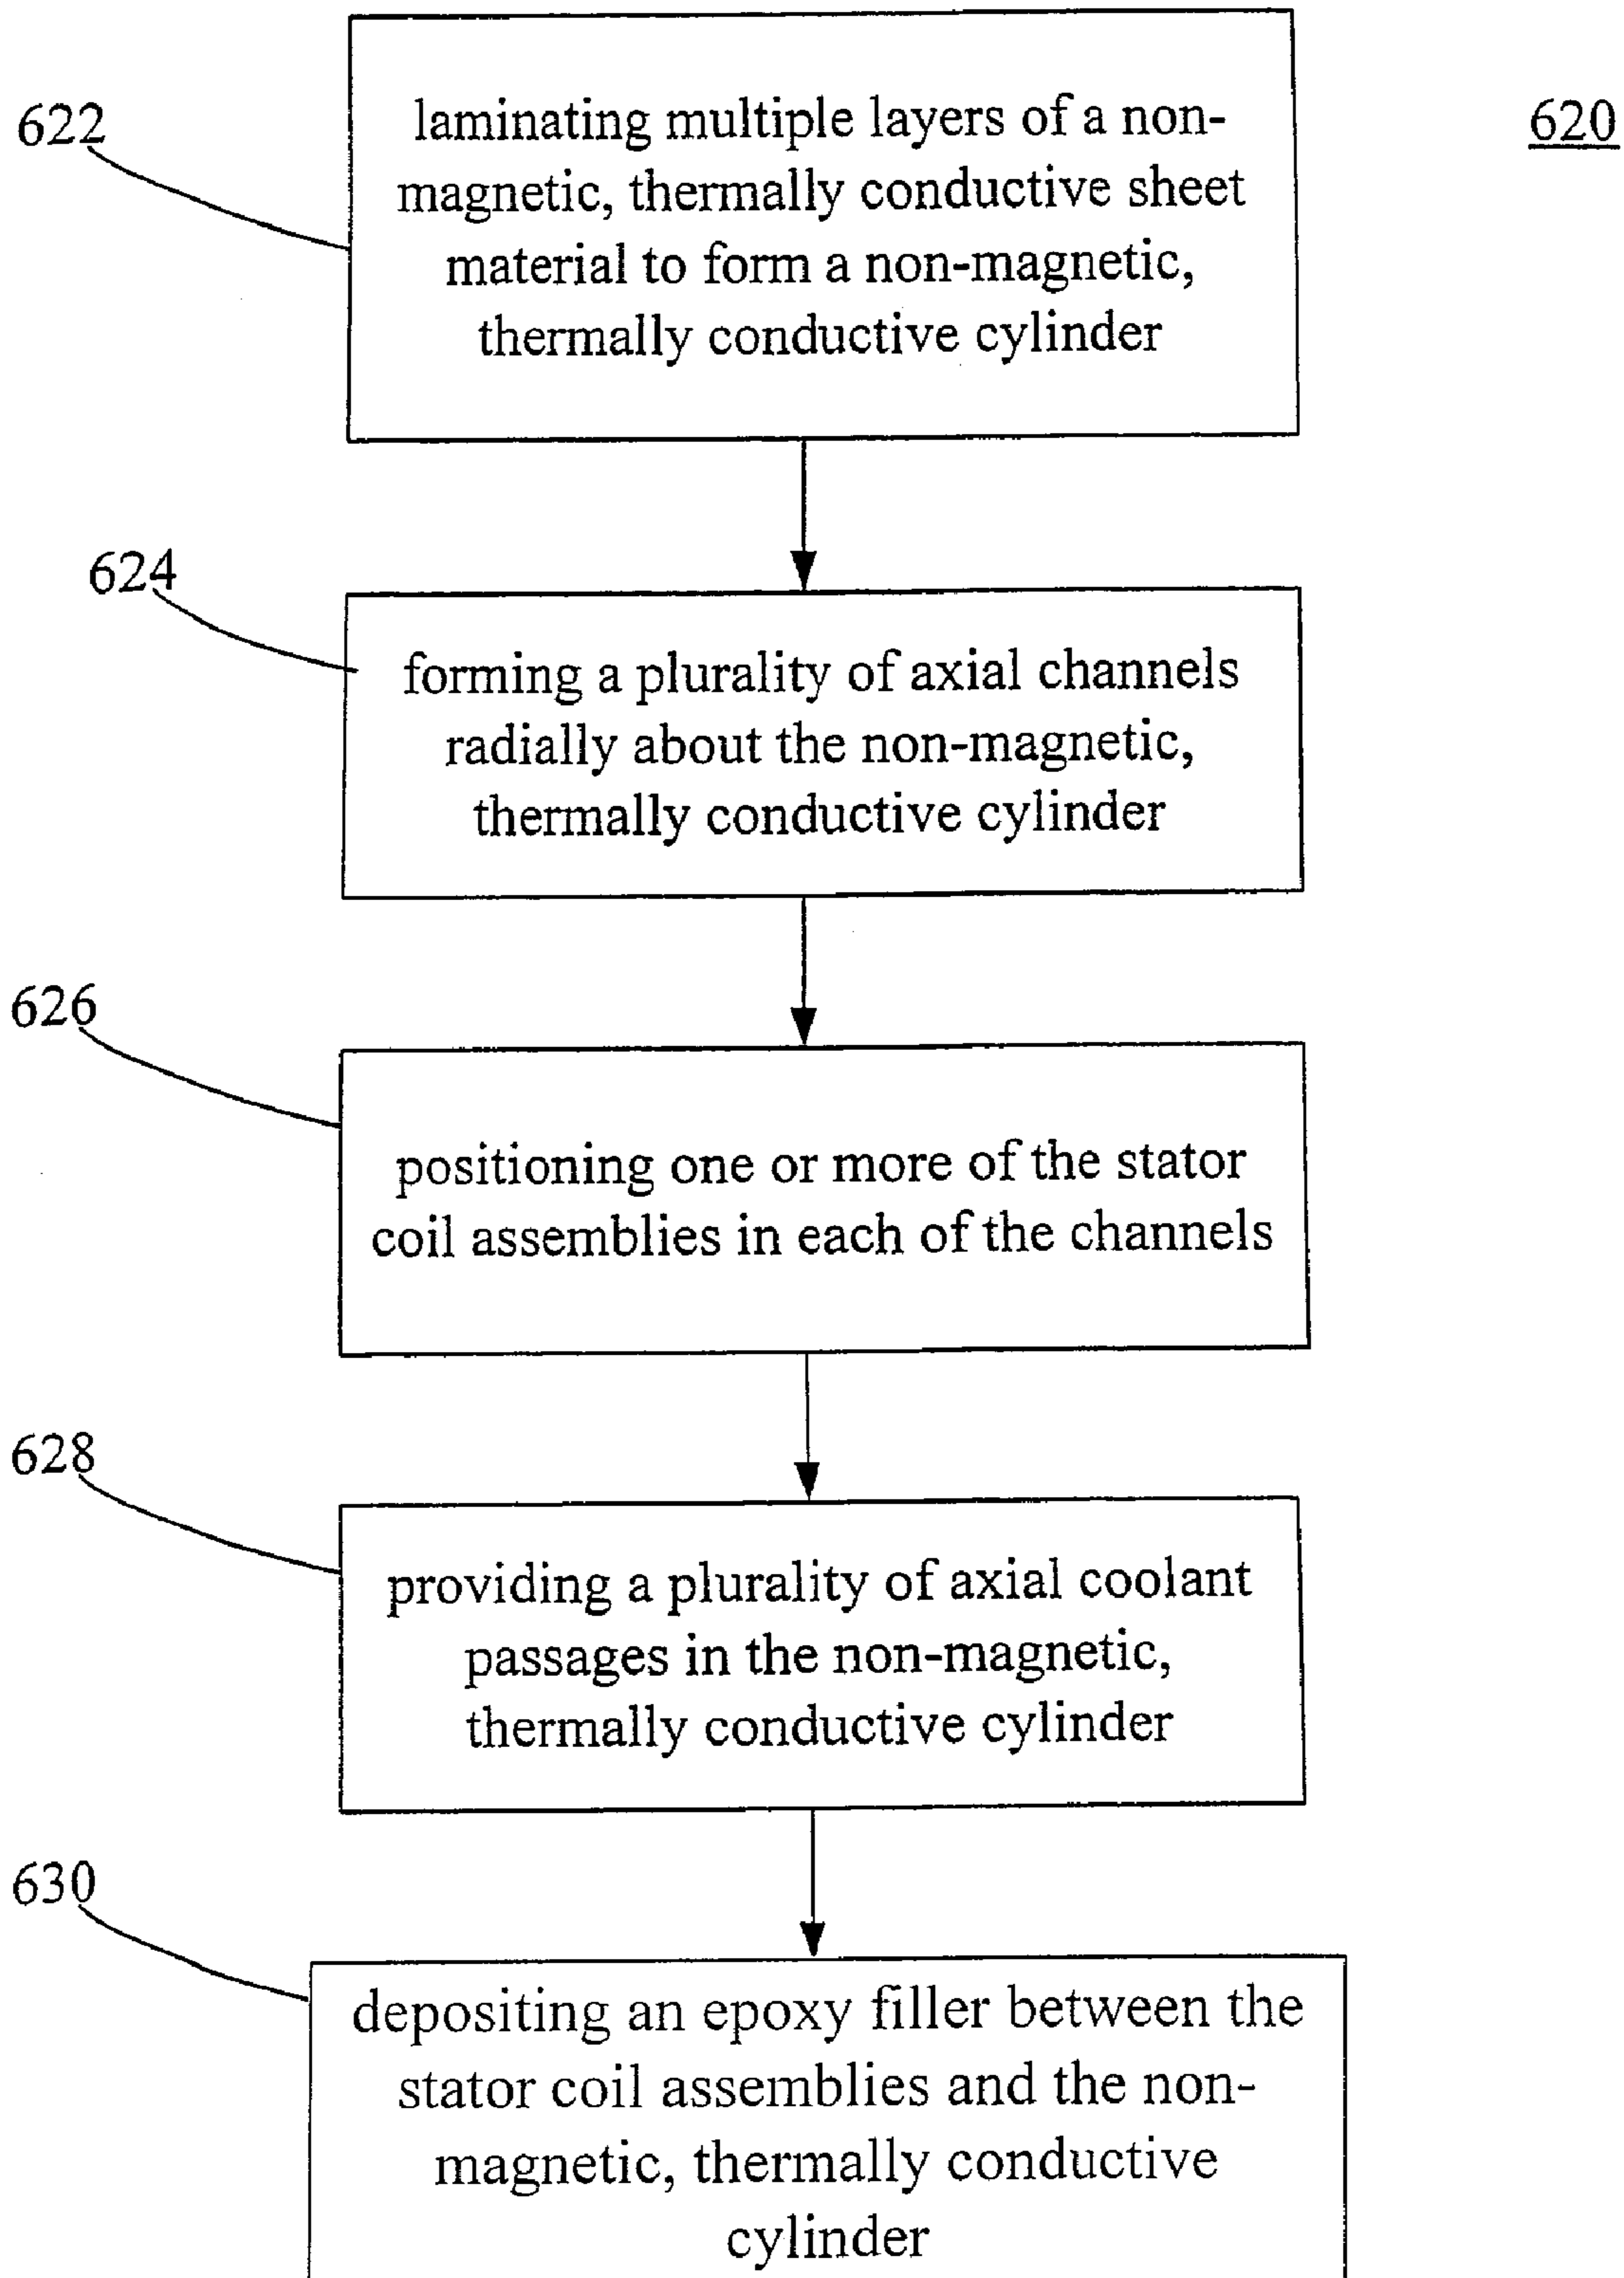 622
620
laminating multiple layers of a non-
magnetic, thermally conductive sheet
material to form a non-magnetic,
thermally conductive cylinder
624
forming a plurality of axial channels
radially about the non-magnetic,
thermally conductive cylinder
626
positioning one or more of the stator
coil assemblies in each of the channels
628
providing a plurality of axial coolant
passages in the non-magnetic,
thermally conductive cylinder
630
depositing an epoxy filler between the
stator coil assemblies and the non-
magnetic, thermally conductive
cylinder